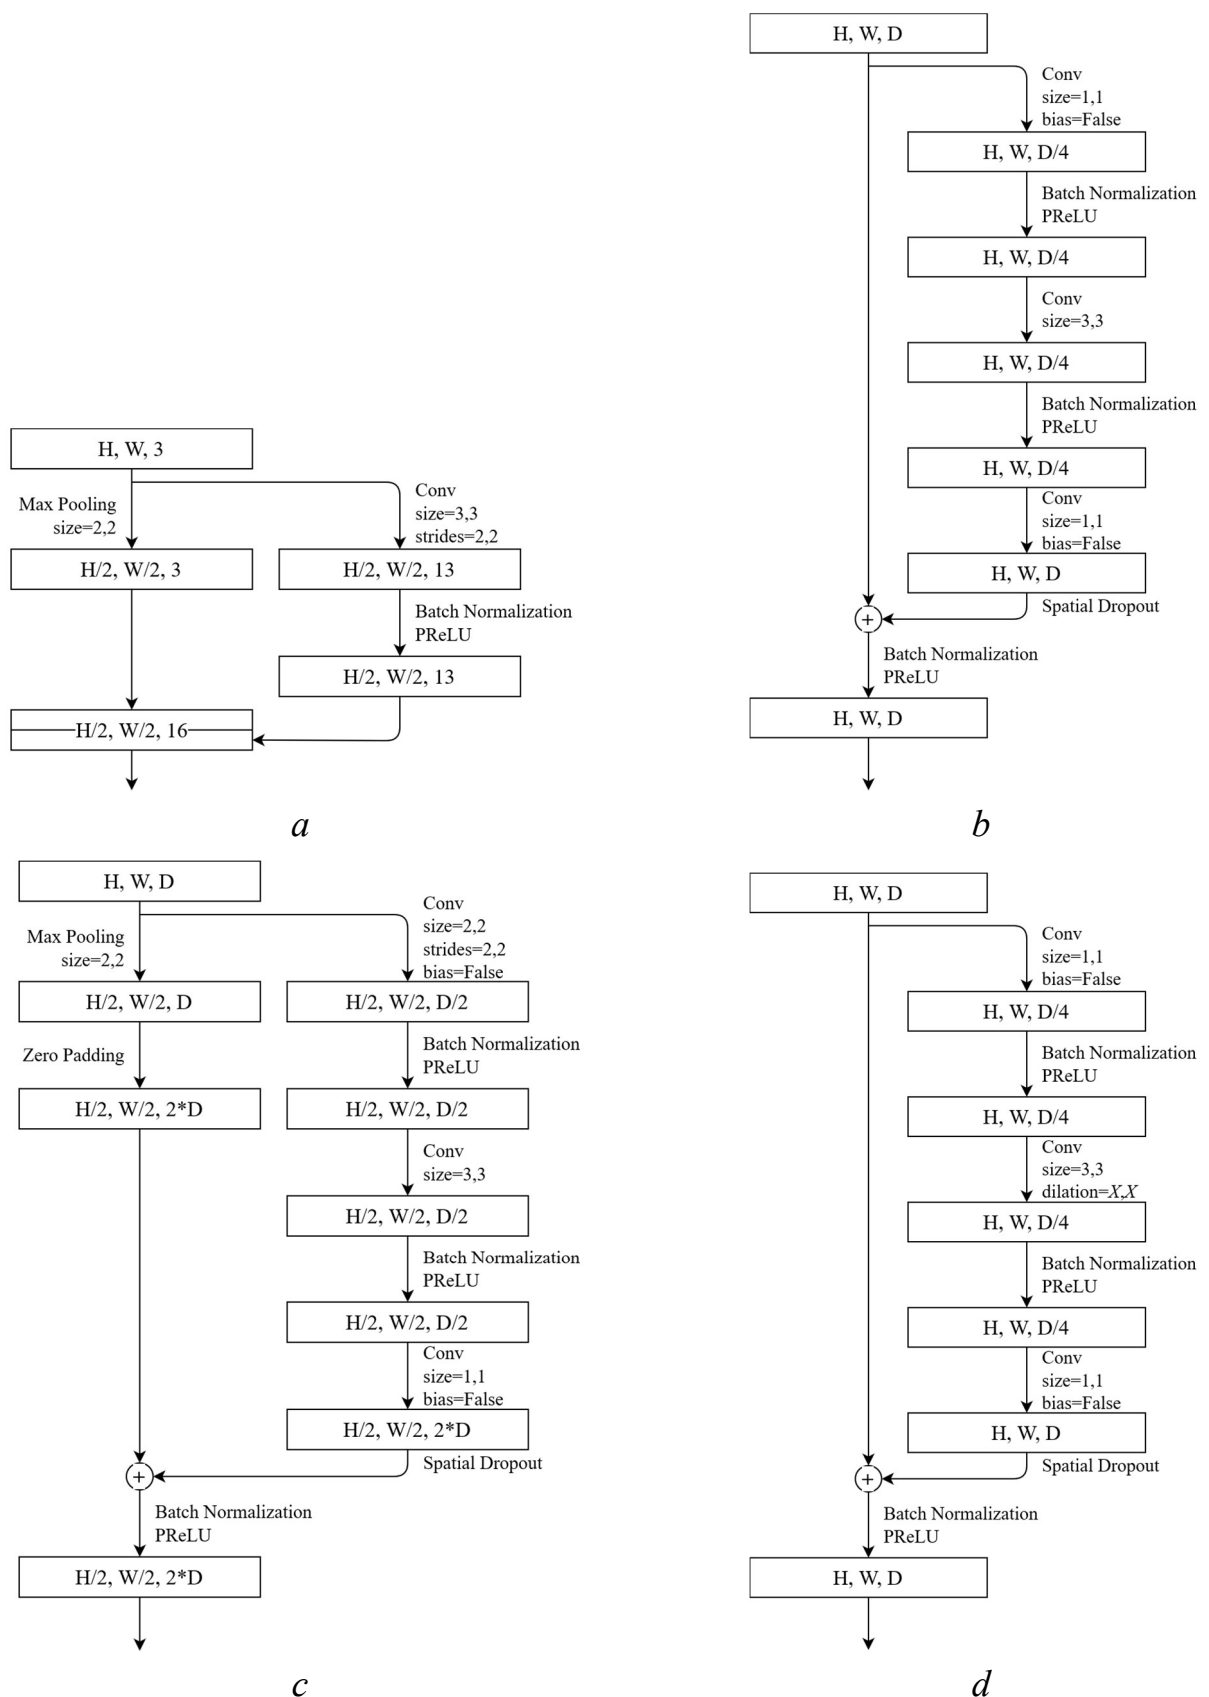 H, W, 3
Max Pooling
size=2,2
Conv
size=3,3
strides=2,2
H/2, W/2, 3
H/2, W/2, 13
Batch Normalization
PReLU
H/2, W/2, 13
H/2, W/2, 16
a
H, W, D
Conv
size=1,1
bias=False
H, W, D/4
Batch Normalization
PReLU
H, W, D/4
Conv
size=3,3
H, W, D/4
Batch Normalization
PReLU
H, W, D/4
Conv
size=1,1
bias=False
H, W, D
Spatial Dropout
+
Batch Normalization
PReLU
H, W, D
b
H, W, D
Max Pooling
size=2,2
Conv
size=2,2
strides=2,2
bias=False
H/2, W/2, D
H/2, W/2, D/2
Zero Padding
Batch Normalization
PReLU
H/2, W/2, 2*D
H/2, W/2, D/2
Conv
size=3,3
H/2, W/2, D/2
Batch Normalization
PReLU
H/2, W/2, D/2
Conv
size=1,1
bias=False
H/2, W/2, 2*D
Spatial Dropout
+
Batch Normalization
PReLU
H/2, W/2, 2*D
c
H, W, D
Conv
size=1,1
bias=False
H, W, D/4
Batch Normalization
PReLU
H, W, D/4
Conv
size=3,3
dilation=X,X
H, W, D/4
Batch Normalization
PReLU
H, W, D/4
Conv
size=1,1
bias=False
H, W, D
Spatial Dropout
+
Batch Normalization
PReLU
H, W, D
d